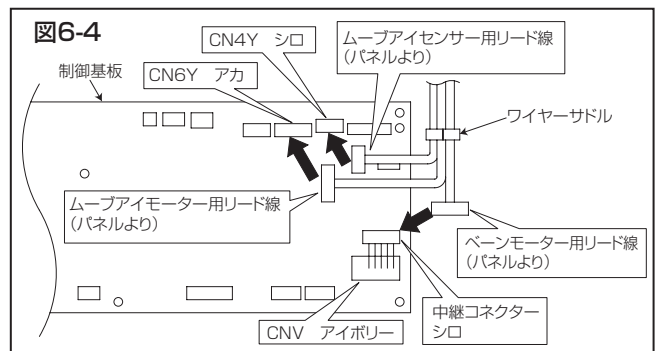 図6-4
CN4Y シロ
ムーブアイセンサー用リード線
(パネルより)
制御基板
CN6Y アカ
ワイヤーサドル
ムーブアイモーター用リード線
(パネルより)
ベーンモーター用リード線
(パネルより)
CNV アイボリー
中継コネクター
シロ